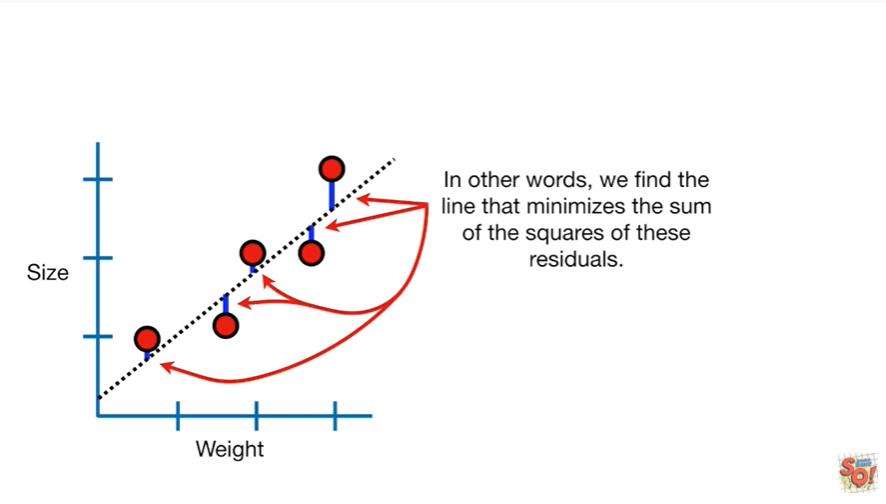 In other words, we find the
line that minimizes the sum
of the squares of these
residuals.
Size
Weight
SQ!